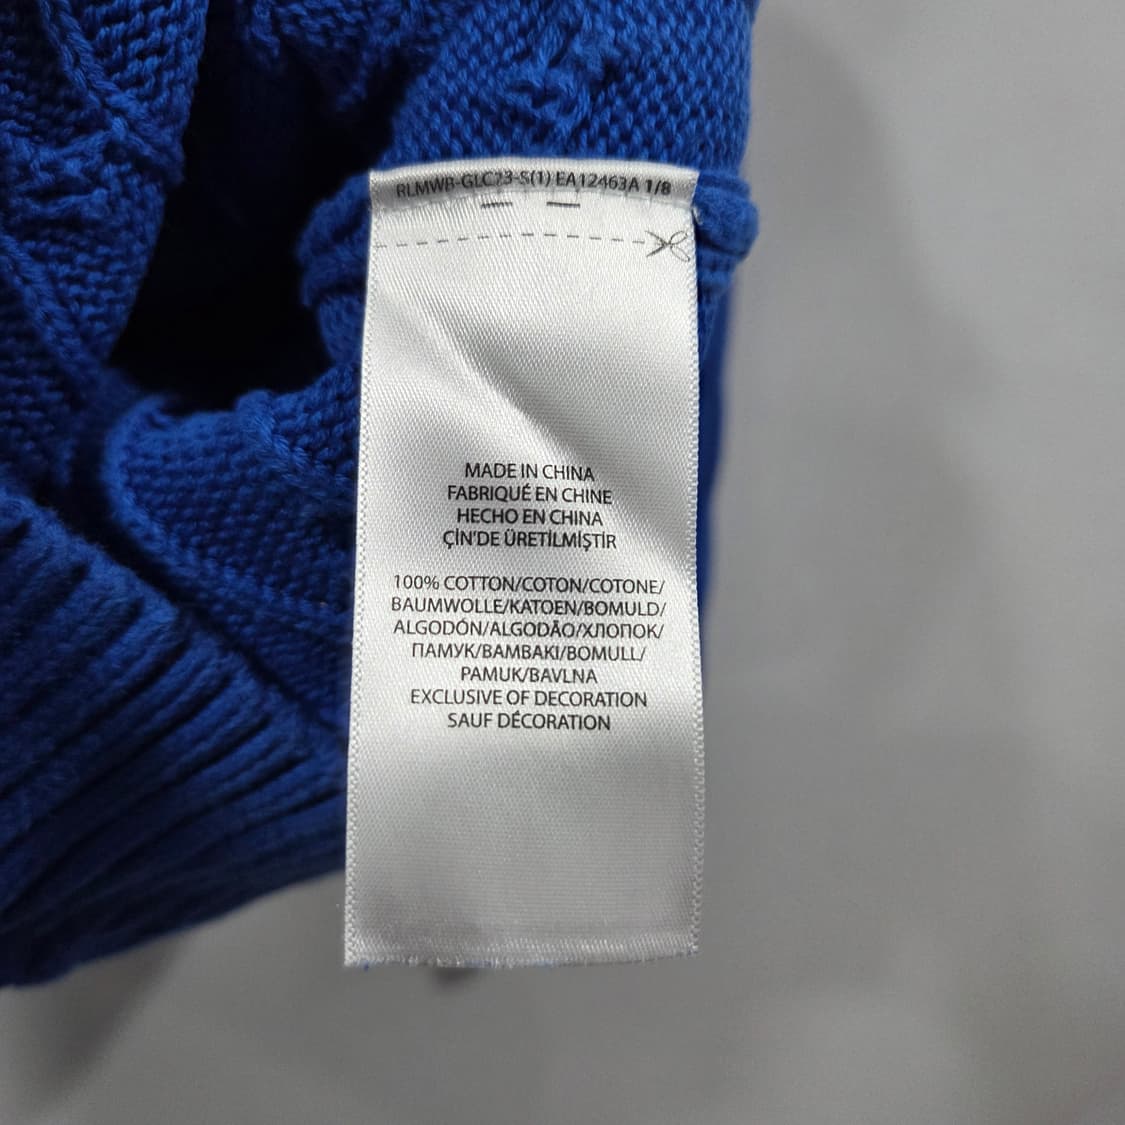 RLMWB-GLC23-S(1) EA12463A 1/8
MADE IN CHINA
FABRIQUÉ EN CHINE
HECHO EN CHINA
ÇİN'DE ÜRETİLMİŞTİR
100% COTTON/COTON/COTONE/
BAUMWOLLE/KATOEN/BOMULD/
ALGODÓN/ALGODÃO/ХЛОПОК/
ПАМУК/BAMBAKI/BOMULL/
PAMUK/BAVLNA
EXCLUSIVE OF DECORATION
SAUF DÉCORATION